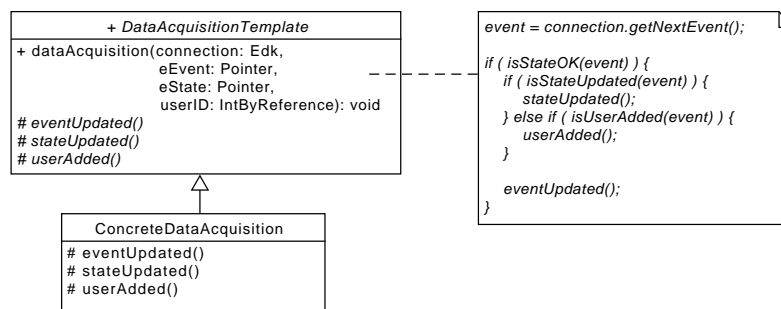 + DataAcquisitionTemplate
+ dataAcquisition(connection: Edk,
eEvent: Pointer,
eState: Pointer,
userID: IntByReference): void
# eventUpdated()
# stateUpdated()
# userAdded()
ConcreteDataAcquisition
# eventUpdated()
# stateUpdated()
# userAdded()
event = connection.getNextEvent();
if ( isStateOK(event) ) {
if ( isStateUpdated(event) ) {
stateUpdated();
} else if ( isUserAdded(event) ) {
userAdded();
}
eventUpdated();
}